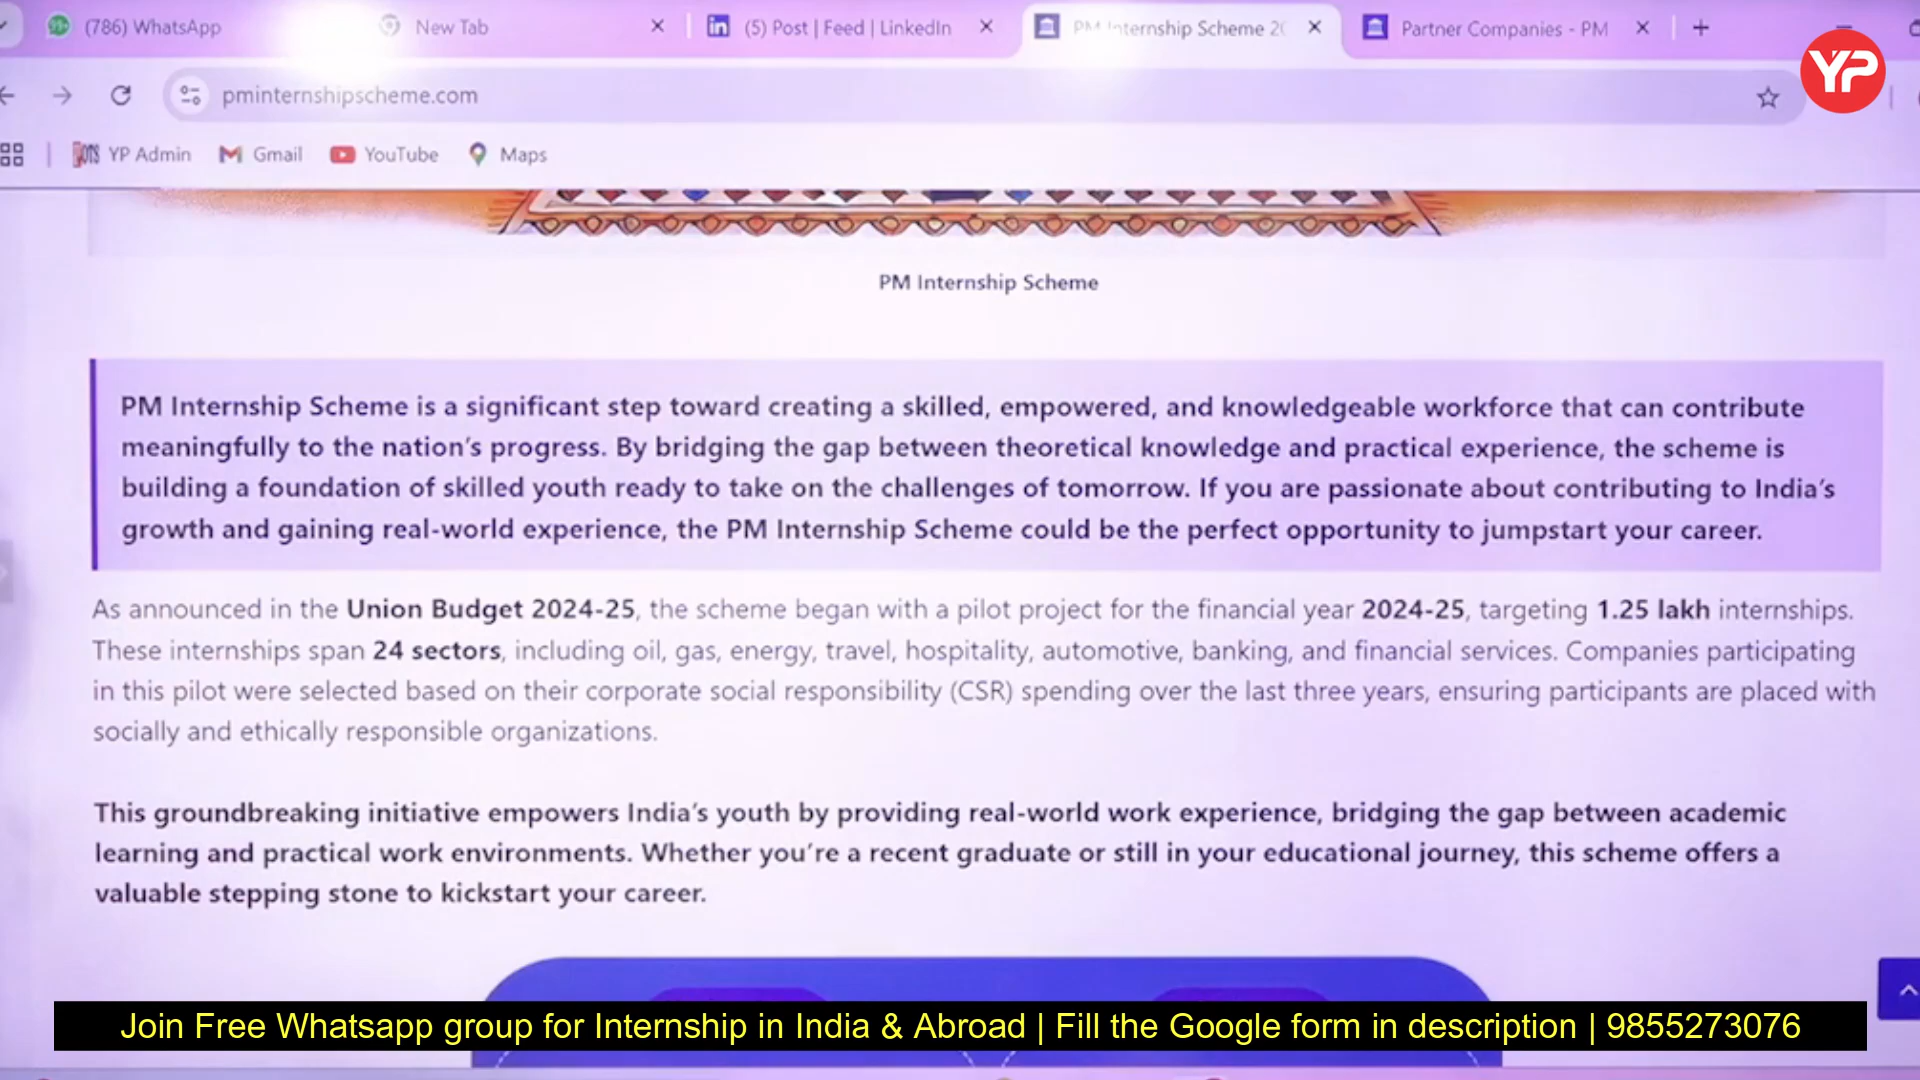 (786) WhatsApp
New Tab
(5) Post | Feed | LinkedIn
PM Internship Scheme 20
Partner Companies - PM
YP
pminternshipscheme.com
YP Admin
Gmail
YouTube
Maps
PM Internship Scheme
PM Internship Scheme is a significant step toward creating a skilled, empowered, and knowledgeable workforce that can contribute
meaningfully to the nation's progress. By bridging the gap between theoretical knowledge and practical experience, the scheme is
building a foundation of skilled youth ready to take on the challenges of tomorrow. If you are passionate about contributing to India's
growth and gaining real-world experience, the PM Internship Scheme could be the perfect opportunity to jumpstart your career.
As announced in the Union Budget 2024-25, the scheme began with a pilot project for the financial year 2024-25, targeting 1.25 lakh internships.
These internships span 24 sectors, including oil, gas, energy, travel, hospitality, automotive, banking, and financial services. Companies participating
in this pilot were selected based on their corporate social responsibility (CSR) spending over the last three years, ensuring participants are placed with
socially and ethically responsible organizations.
This groundbreaking initiative empowers India's youth by providing real-world work experience, bridging the gap between academic
learning and practical work environments. Whether you're a recent graduate or still in your educational journey, this scheme offers a
valuable stepping stone to kickstart your career.
Join Free Whatsapp group for Internship in India & Abroad | Fill the Google form in description | 9855273076